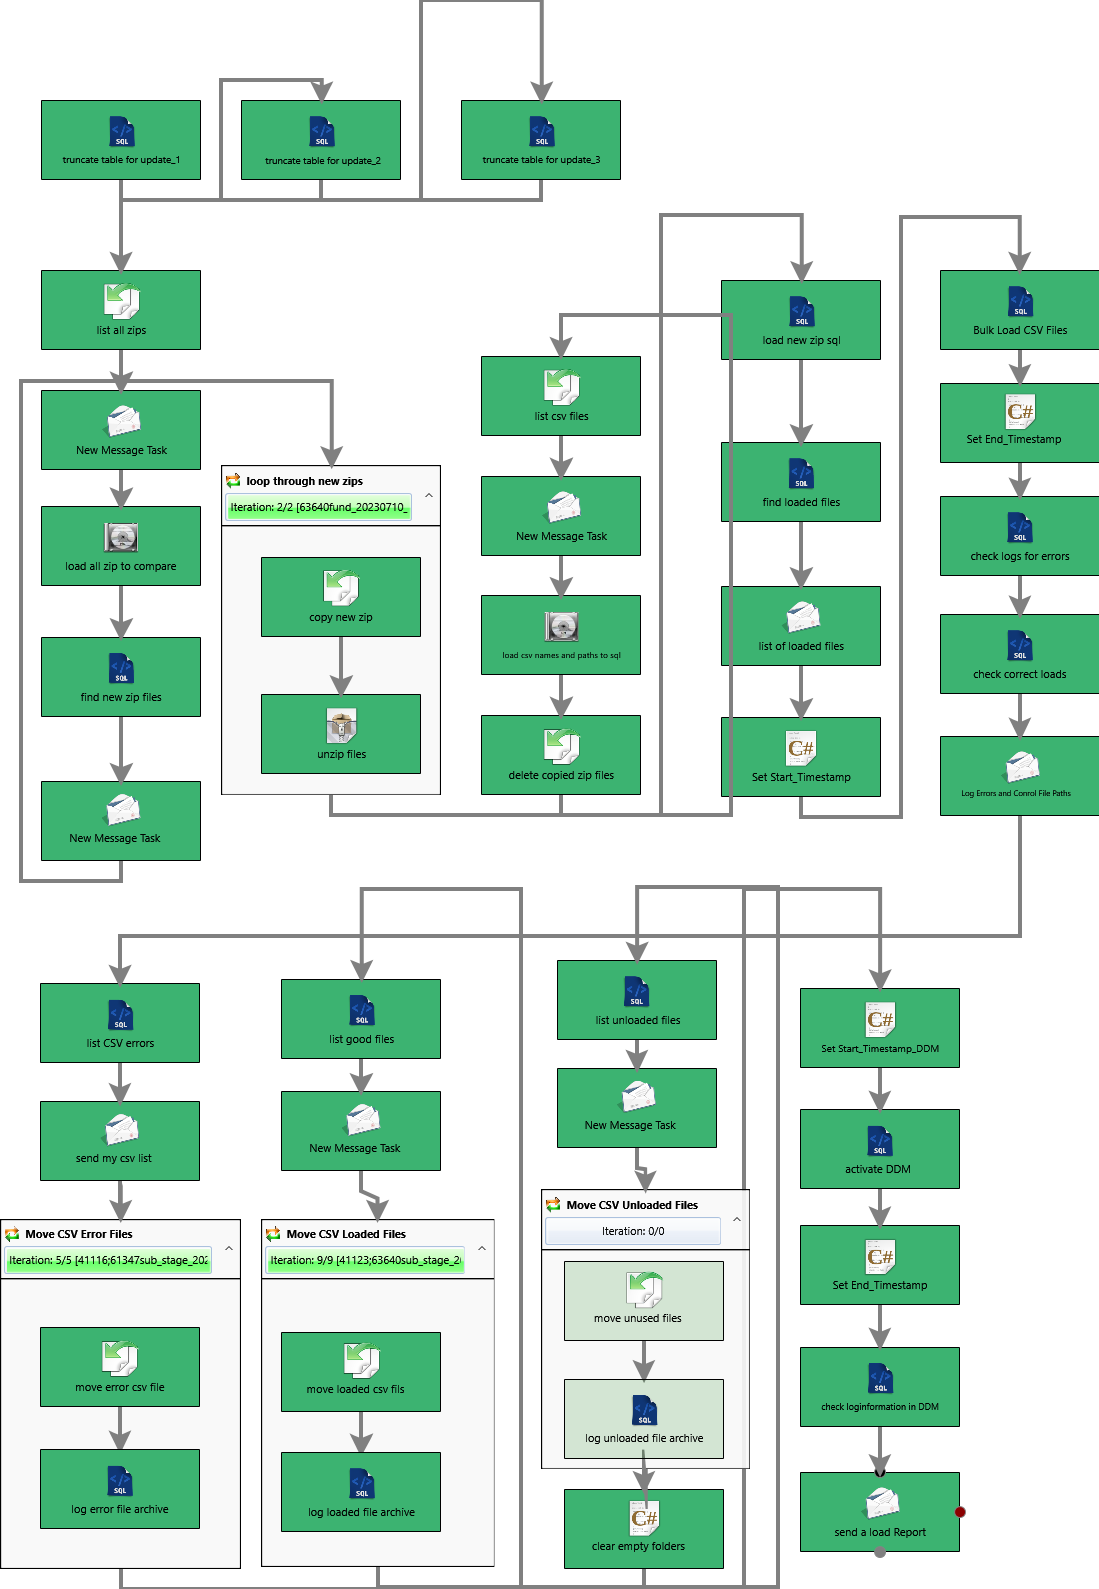 SQL
truncate table for update_1
SQL
truncate table for update_2
SQL
truncate table for update_3
list all zips
New Message Task
load all zip to compare
SQL
find new zip files
New Message Task
loop through new zips
Iteration: 2/2 [63640fund_20230710_
copy new zip
unzip files
list csv files
New Message Task
load csv names and paths to sql
delete copied zip files
SQL
load new zip sql
SQL
find loaded files
list of loaded files
C#
Set Start_Timestamp
SQL
Bulk Load CSV Files
C#
Set End_Timestamp
SQL
check logs for errors
SQL
check correct loads
Log Errors and Conrol File Paths
SQL
list CSV errors
send my csv list
Move CSV Error Files
Iteration: 5/5 [41116;61347sub_stage_202
move error csv file
SQL
log error file archive
SQL
list good files
New Message Task
Move CSV Loaded Files
Iteration: 9/9 [41123;63640sub_stage_2
move loaded csv fils
SQL
log loaded file archive
SQL
list unloaded files
New Message Task
Move CSV Unloaded Files
Iteration: 0/0
move unused files
SQL
log unloaded file archive
C#
clear empty folders
C#
Set Start_Timestamp_DDM
SQL
activate DDM
C#
Set End_Timestamp
SQL
check loginformation in DDM
send a load Report